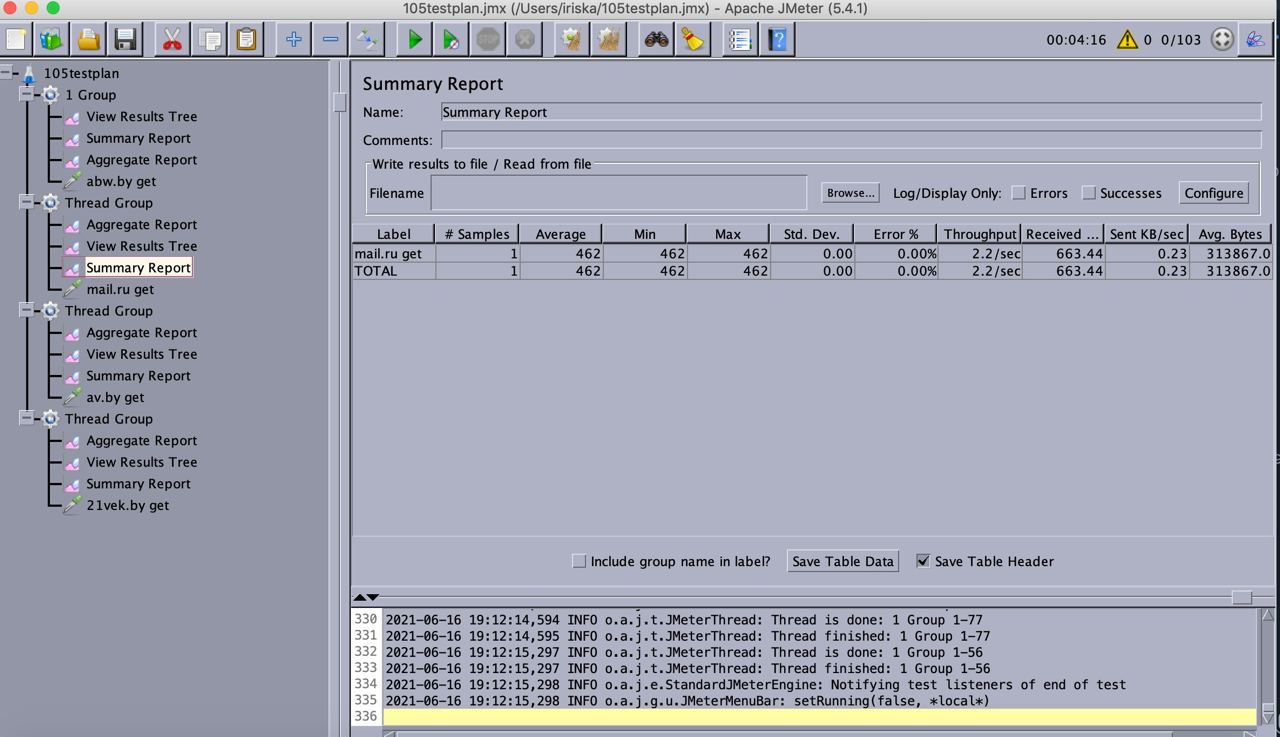 105testplan.jmx (/Users/iriska/105testplan.jmx) - Apache JMeter (5.4.1)
00:04:16 0 0/103
105testplan
1 Group
View Results Tree
Summary Report
Aggregate Report
abw.by get
Thread Group
Aggregate Report
View Results Tree
Summary Report
mail.ru get
Thread Group
Aggregate Report
View Results Tree
Summary Report
av.by get
Thread Group
Aggregate Report
View Results Tree
Summary Report
21vek.by get
Summary Report
Name: Summary Report
Comments:
Write results to file / Read from file
Filename Browse... Log/Display Only: Errors Successes Configure
Label # Samples Average Min Max Std. Dev. Error % Throughput Received ... Sent KB/sec Avg. Bytes
mail.ru get 1 462 462 462 0.00 0.00% 2.2/sec 663.44 0.23 313867.0
TOTAL 1 462 462 462 0.00 0.00% 2.2/sec 663.44 0.23 313867.0
Include group name in label? Save Table Data Save Table Header
330 2021-06-16 19:12:14,594 INFO o.a.j.t.JMeterThread: Thread is done: 1 Group 1-77
331 2021-06-16 19:12:14,595 INFO o.a.j.t.JMeterThread: Thread finished: 1 Group 1-77
332 2021-06-16 19:12:15,297 INFO o.a.j.t.JMeterThread: Thread is done: 1 Group 1-56
333 2021-06-16 19:12:15,297 INFO o.a.j.t.JMeterThread: Thread finished: 1 Group 1-56
334 2021-06-16 19:12:15,298 INFO o.a.j.e.StandardJMeterEngine: Notifying test listeners of end of test
335 2021-06-16 19:12:15,298 INFO o.a.j.g.u.JMeterMenuBar: setRunning(false, *local*)
336